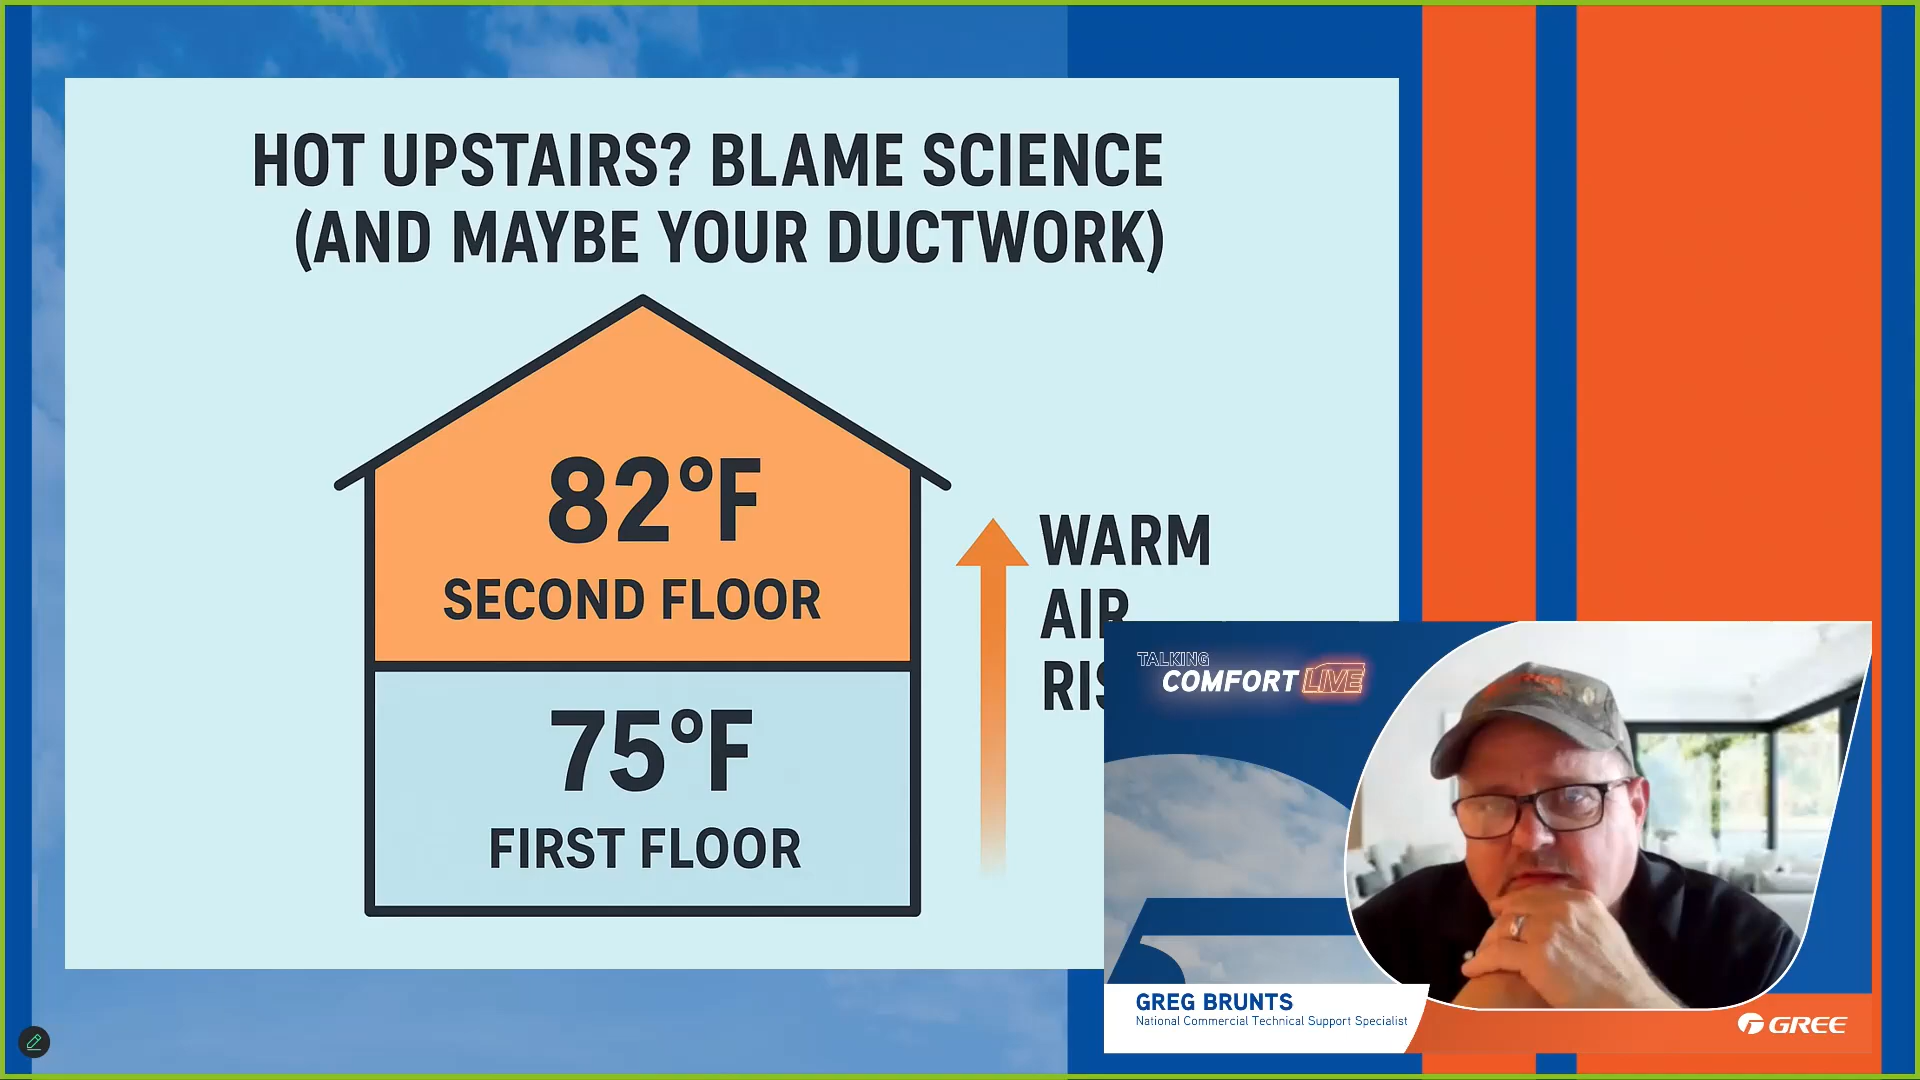 HOT UPSTAIRS? BLAME SCIENCE
(AND MAYBE YOUR DUCTWORK)
82°F
SECOND FLOOR
75°F
FIRST FLOOR
WARM
AIR
TALKING
COMFORT LIVE
GREG BRUNTS
National Commercial Technical Support Specialist
GREE